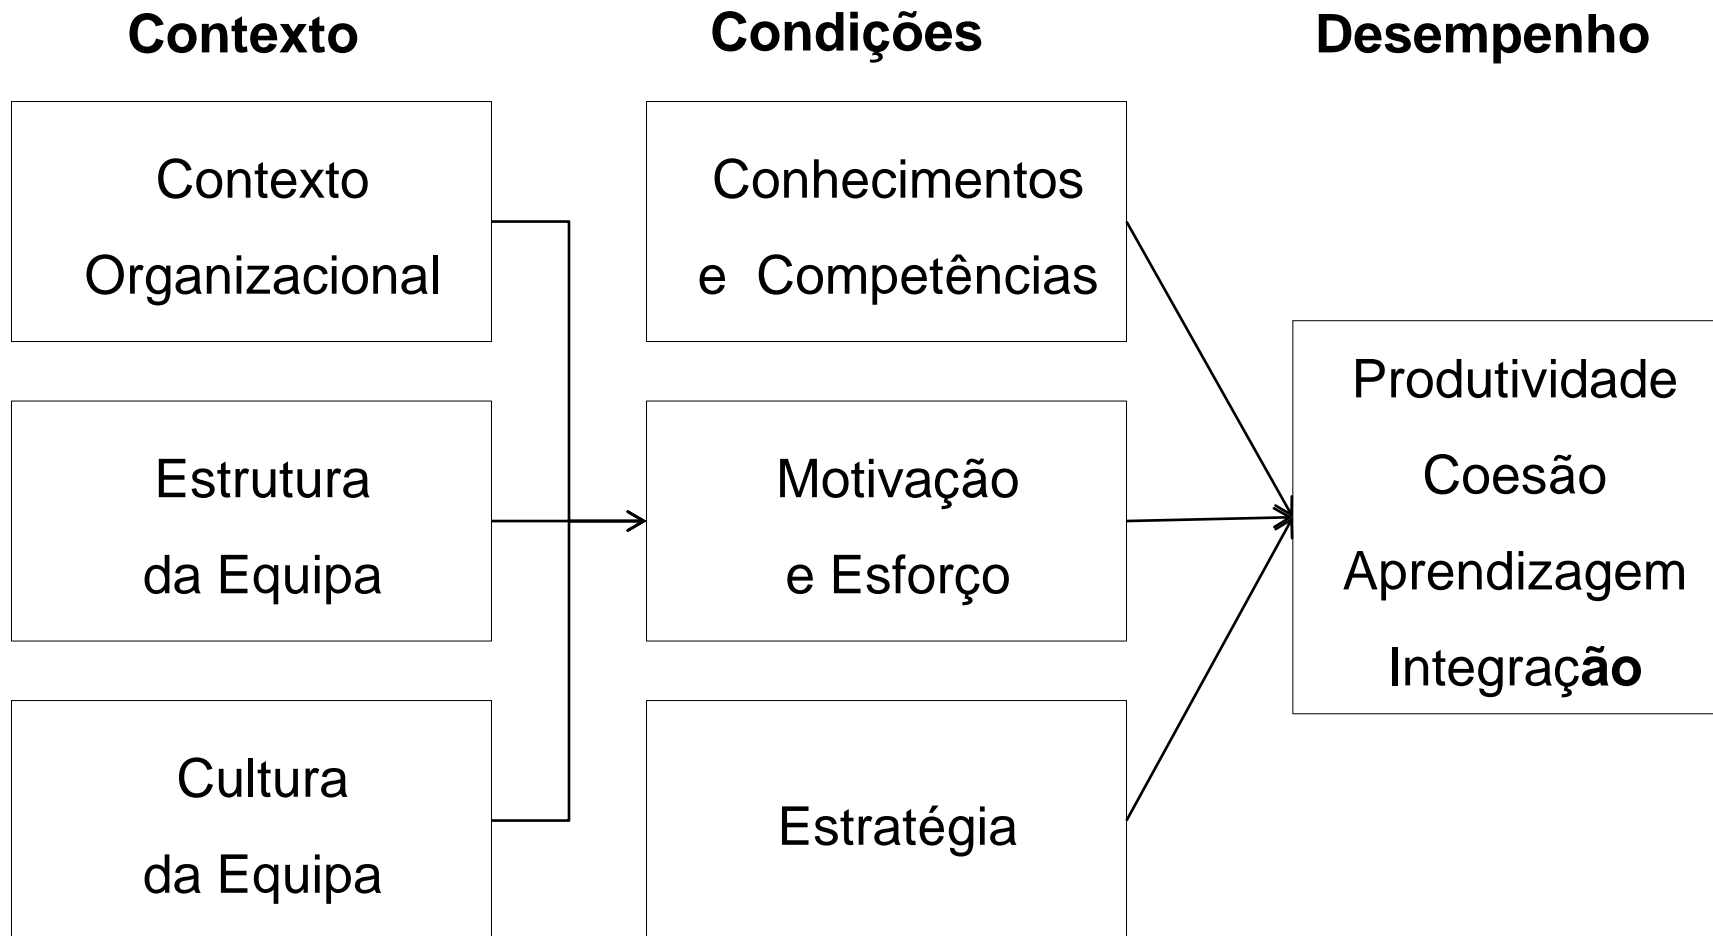 Contexto
Condições
Desempenho
Contexto
Organizacional
Conhecimentos
e Competências
Estrutura
da Equipa
Motivação
e Esforço
Cultura
da Equipa
Estratégia
Produtividade
Coesão
Aprendizagem
Integração